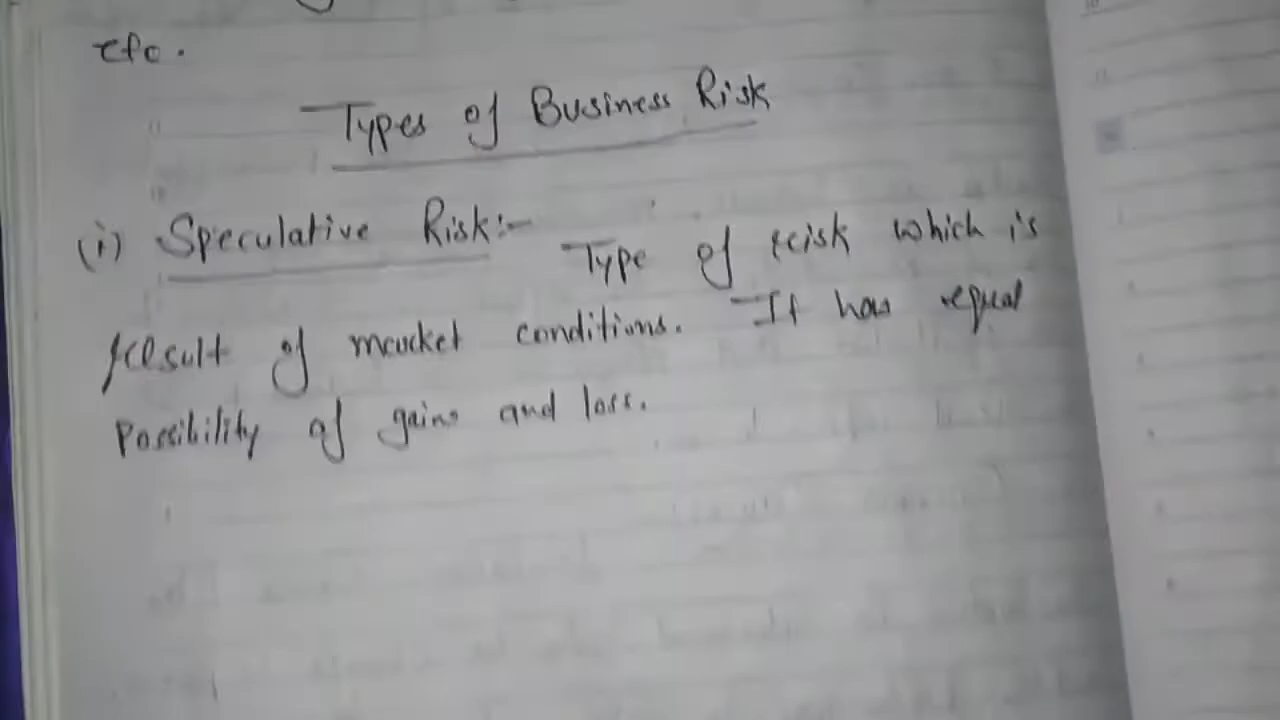 etc.
Types of Business Risk
(i) Speculative Risk:- Type of risk which is
result of market conditions. It has equal
Possibility of gains and loss.